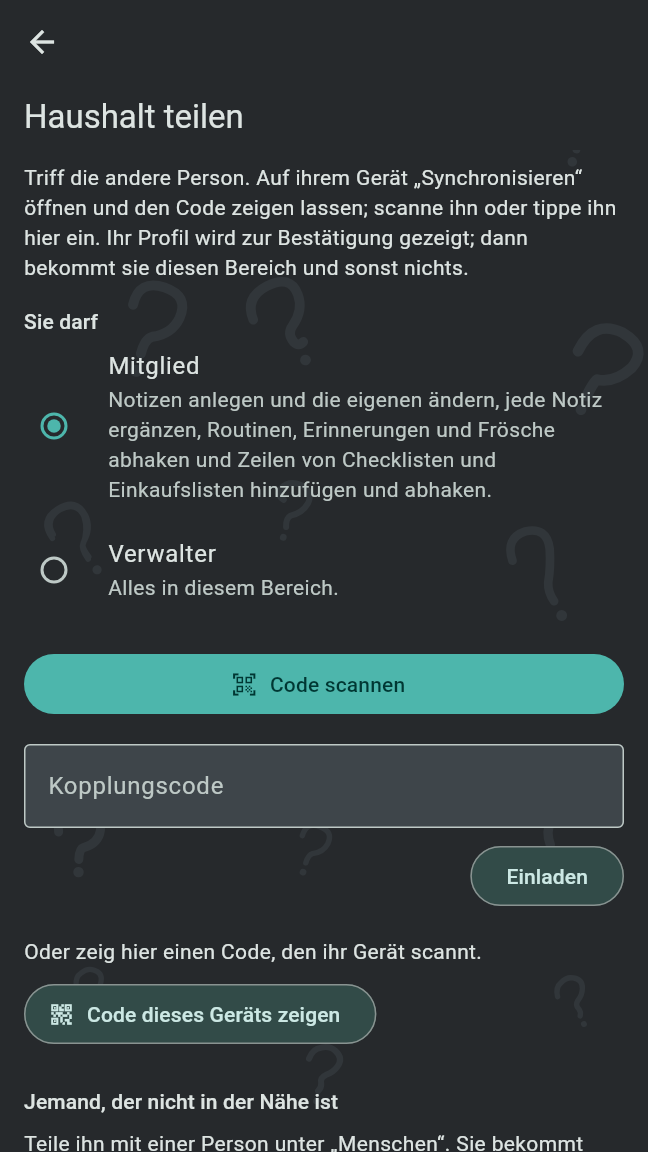 Haushalt teilen
Triff die andere Person. Auf ihrem Gerät „Synchronisieren“
öffnen und den Code zeigen lassen; scanne ihn oder tippe ihn
hier ein. Ihr Profil wird zur Bestätigung gezeigt; dann
bekommt sie diesen Bereich und sonst nichts.
Sie darf
Mitglied
Notizen anlegen und die eigenen ändern, jede Notiz
ergänzen, Routinen, Erinnerungen und Frösche
abhaken und Zeilen von Checklisten und
Einkaufslisten hinzufügen und abhaken.
Verwalter
Alles in diesem Bereich.
Code scannen
Kopplungscode
Einladen
Oder zeig hier einen Code, den ihr Gerät scannt.
Code dieses Geräts zeigen
Jemand, der nicht in der Nähe ist
Teile ihn mit einer Person unter „Menschen“. Sie bekommt